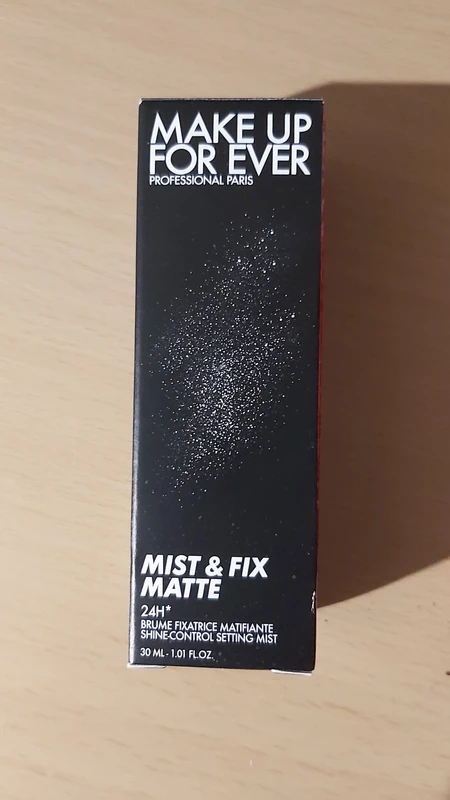 MAKE UP
FOR EVER
PROFESSIONAL PARIS
MIST & FIX
MATTE
24H*
BRUME FIXATRICE MATIFIANTE
SHINE-CONTROL SETTING MIST
30 ML - 1.01 FL.OZ.